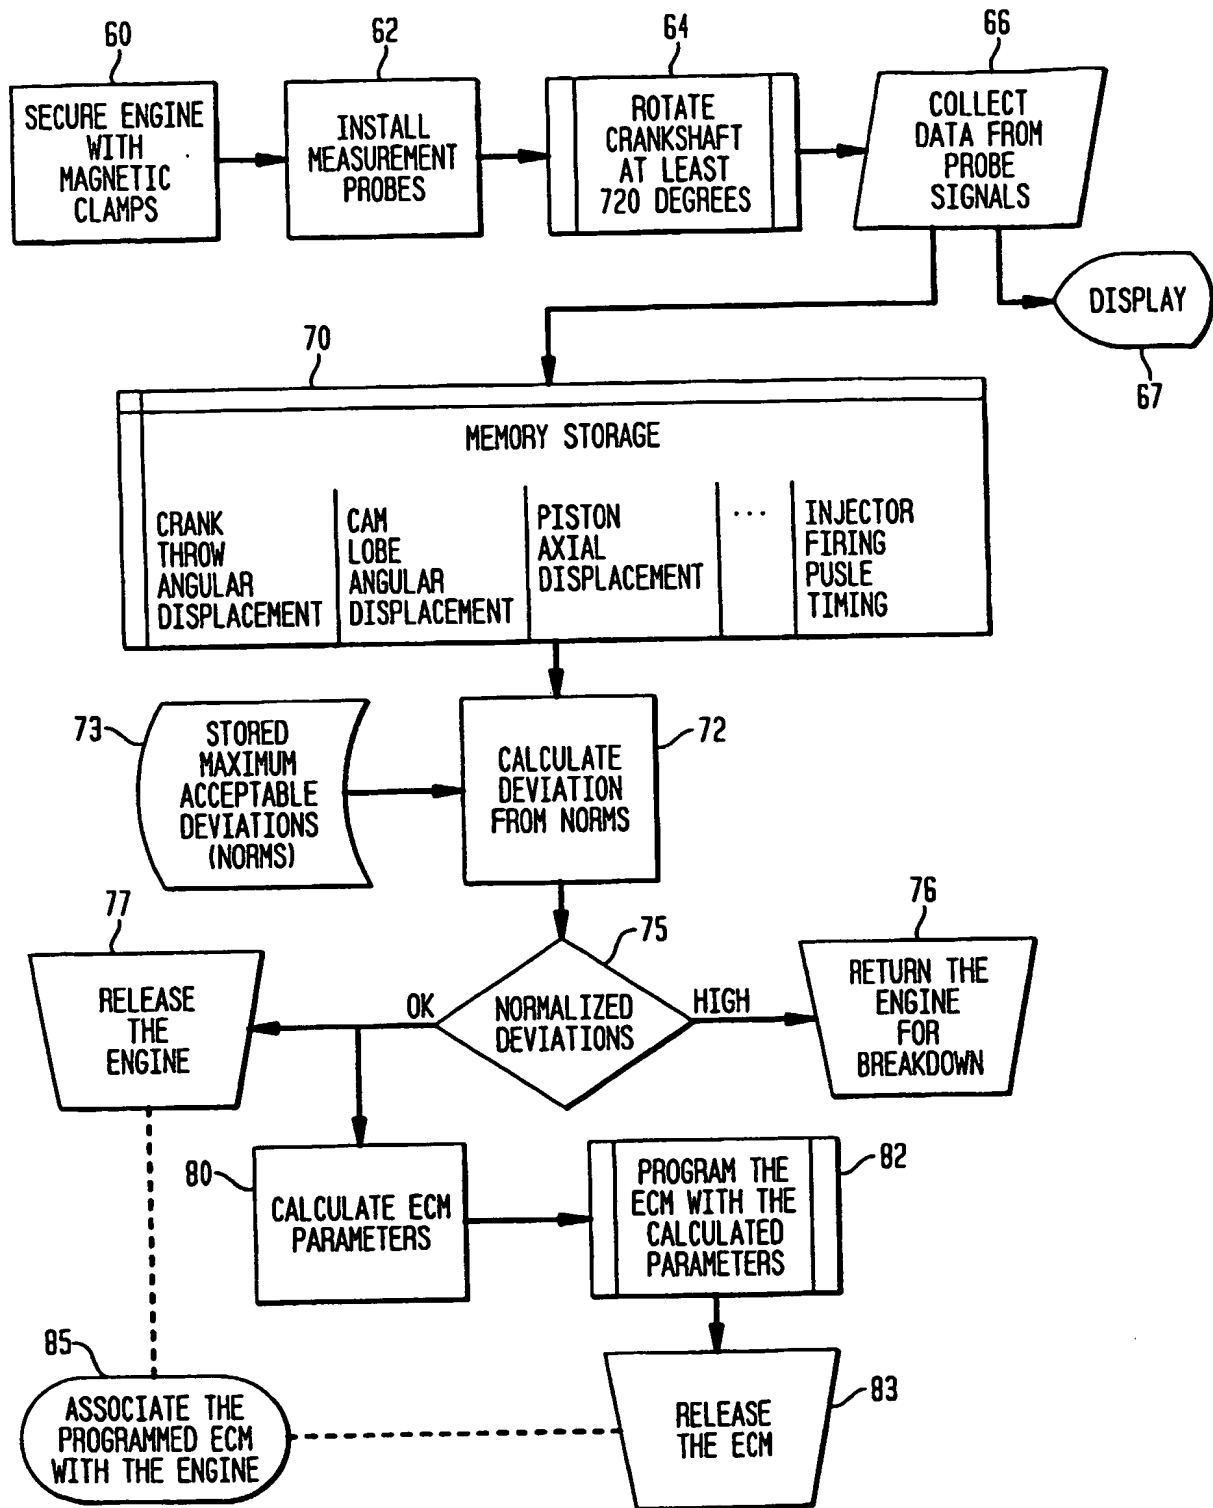 60
62
64
66
SECURE ENGINE
WITH
MAGNETIC
CLAMPS
INSTALL
MEASUREMENT
PROBES
ROTATE
CRANKSHAFT
AT LEAST
720 DEGREES
COLLECT
DATA FROM
PROBE
SIGNALS
DISPLAY
67
70
MEMORY STORAGE
CRANK
THROW
ANGULAR
DISPLACEMENT
CAM
LOBE
ANGULAR
DISPLACEMENT
PISTON
AXIAL
DISPLACEMENT
...
INJECTOR
FIRING
PUSLE
TIMING
73
STORED
MAXIMUM
ACCEPTABLE
DEVIATIONS
(NORMS)
72
CALCULATE
DEVIATION
FROM NORMS
77
RELEASE
THE
ENGINE
OK
75
NORMALIZED
DEVIATIONS
HIGH
76
RETURN THE
ENGINE
FOR
BREAKDOWN
80
CALCULATE ECM
PARAMETERS
82
PROGRAM THE
ECM WITH THE
CALCULATED
PARAMETERS
85
ASSOCIATE THE
PROGRAMMED ECM
WITH THE ENGINE
83
RELEASE
THE ECM